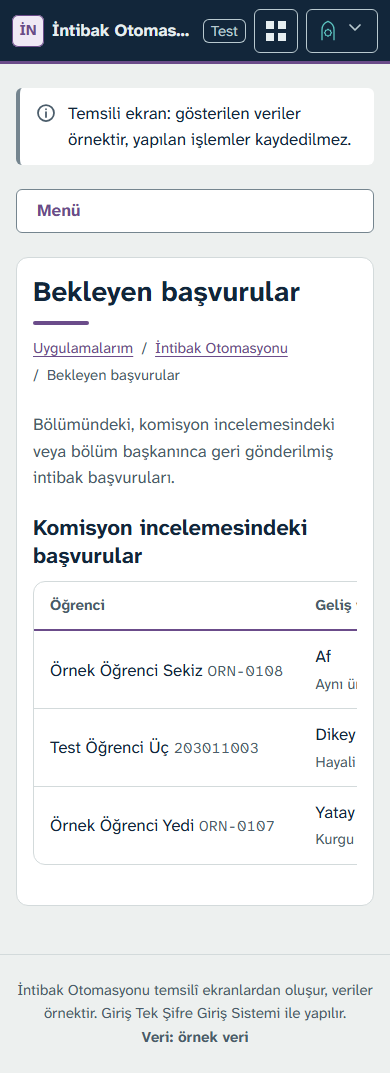 İN İntibak Otomas... Test
Temsili ekran: gösterilen veriler
örnektir, yapılan işlemler kaydedilmez.
Menü
Bekleyen başvurular
Uygulamalarım / İntibak Otomasyonu
/ Bekleyen başvurular
Bölümündeki, komisyon incelemesindeki
veya bölüm başkanınca geri gönderilmiş
intibak başvuruları.
Komisyon incelemesindeki
başvurular
Öğrenci Geliş
Örnek Öğrenci Sekiz ORN-0108 Af
Aynı
Test Öğrenci Üç 203011003 Dikey
Hayali
Örnek Öğrenci Yedi ORN-0107 Yatay
Kurgu
İntibak Otomasyonu temsilî ekranlardan oluşur, veriler
örnektir. Giriş Tek Şifre Giriş Sistemi ile yapılır.
Veri: örnek veri